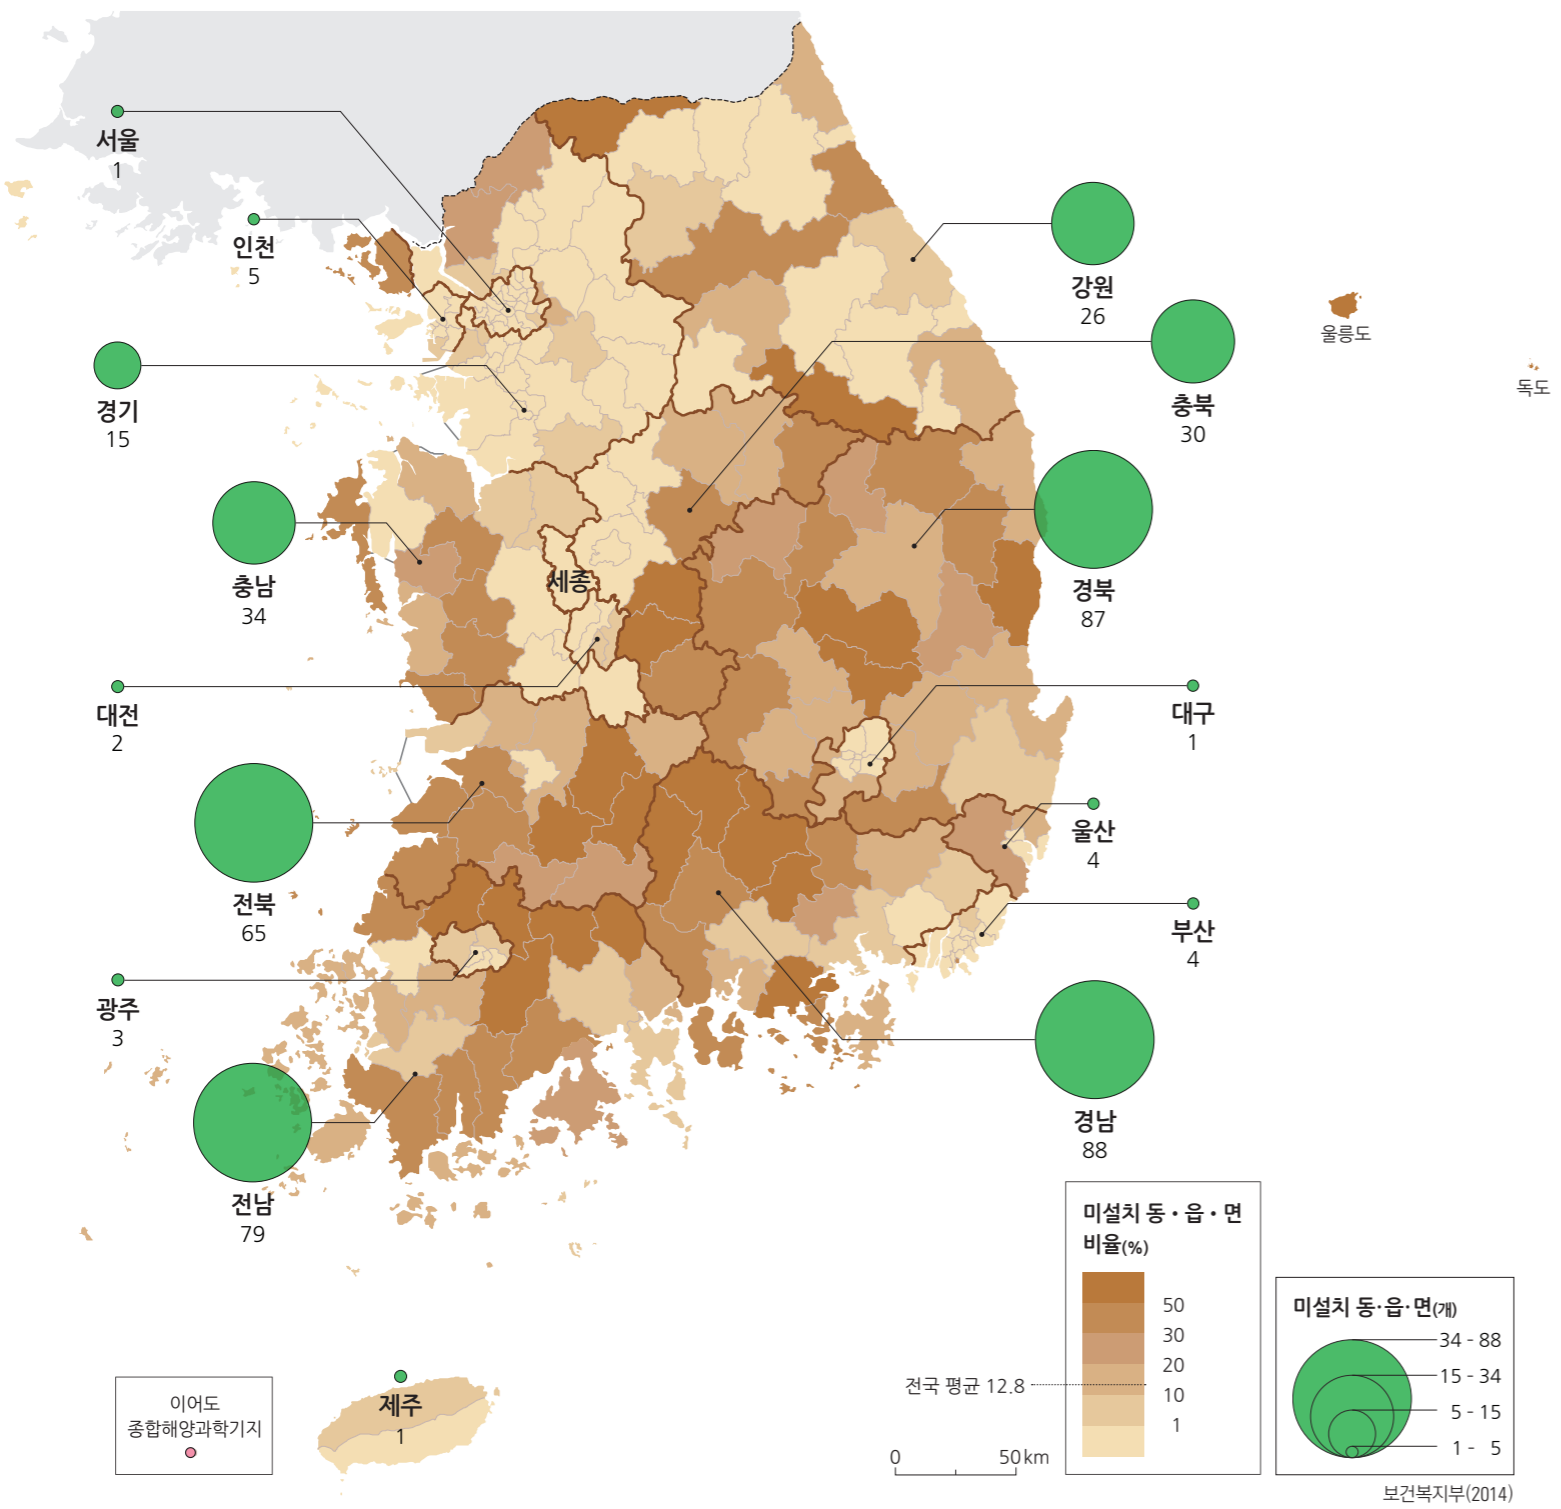 서울
1
인천
5
경기
15
강원
26
충북
30
울릉도
독도
충남
34
세종
경북
87
대전
2
대구
1
전북
65
울산
4
부산
4
광주
3
전남
79
경남
88
제주
1
이어도
종합해양과학기지
미설치 동・읍・면
비율(%)
50
30
20
10
1
전국 평균 12.8
0 50 km
미설치 동·읍·면(개)
34 - 88
15 - 34
5 - 15
1 - 5
보건복지부(2014)